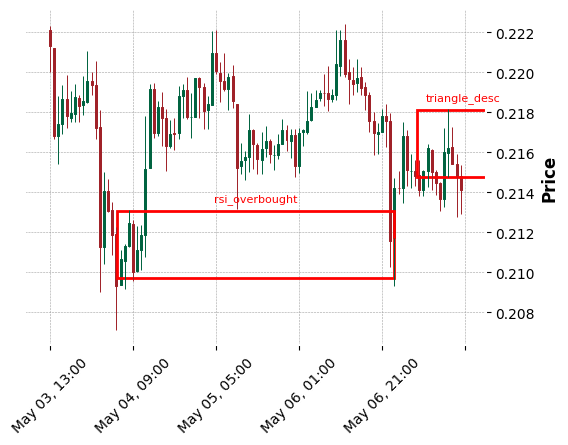 0.222
0.220
triangle_desc
0.218
0.216
Price
0.214
rsi_overbought
0.212
0.210
0.208
May 03, 13:00
May 04, 09:00
May 05, 05:00
May 06, 01:00
May 06, 21:00